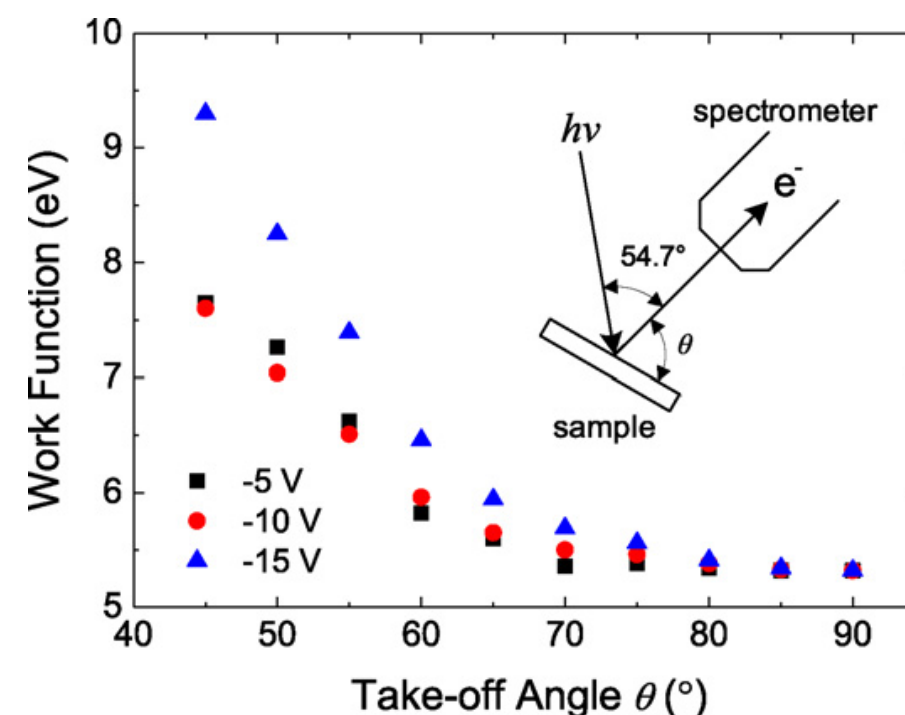 10
9
8
7
6
5
Work Function (eV)
40 50 60 70 80 90
Take-off Angle θ (°)
-5 V
-10 V
-15 V
hν
spectrometer
e-
54.7°
θ
sample